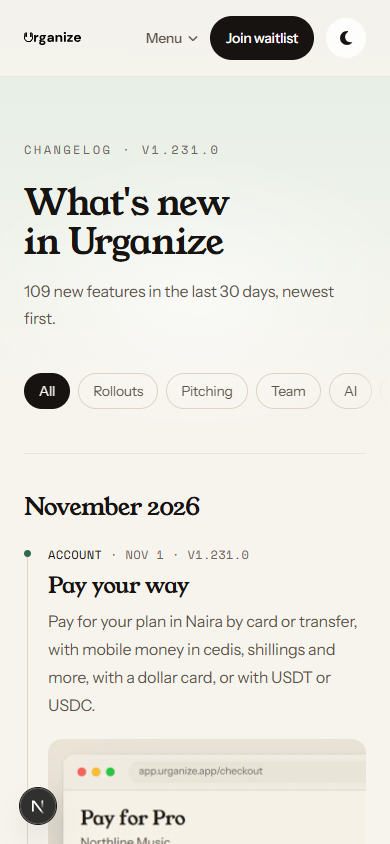 Urganize
Menu
Join waitlist
CHANGELOG · V1.231.0
What's new
in Urganize
109 new features in the last 30 days, newest
first.
All
Rollouts
Pitching
Team
AI
November 2026
ACCOUNT · NOV 1 · V1.231.0
Pay your way
Pay for your plan in Naira by card or transfer,
with mobile money in cedis, shillings and
more, with a dollar card, or with USDT or
USDC.
app.urganize.app/checkout
Pay for Pro
Northline Music
N